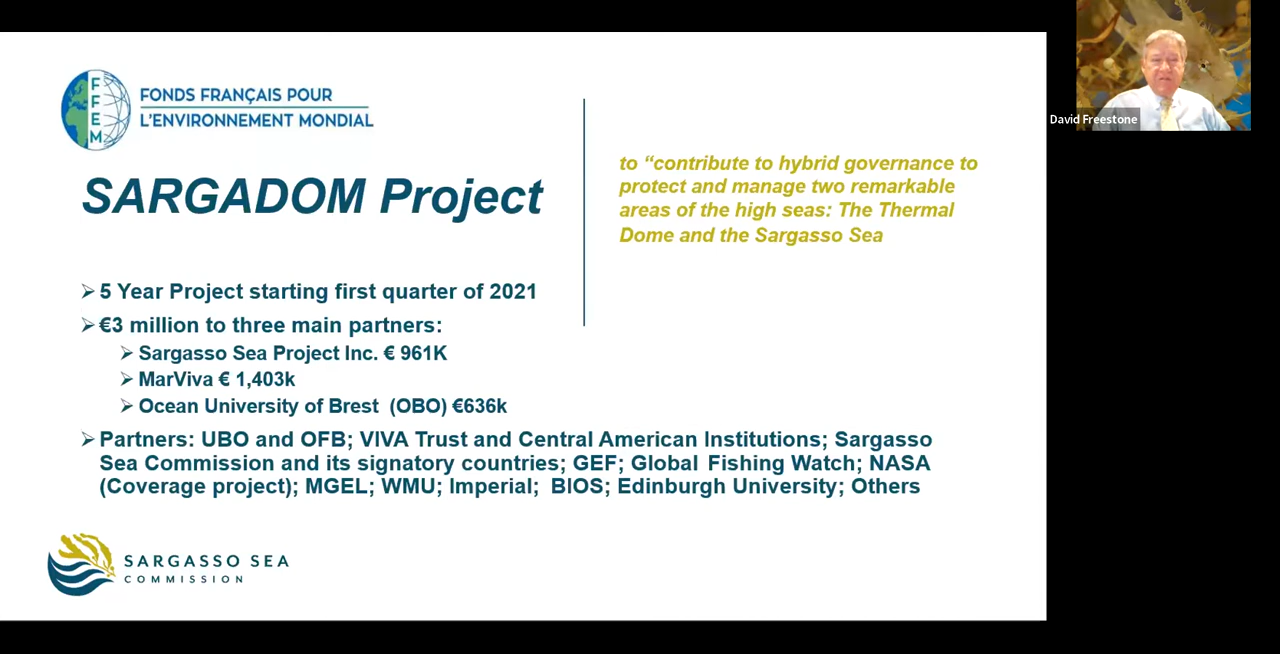 FFEM
FONDS FRANÇAIS POUR
L'ENVIRONNEMENT MONDIAL
SARGADOM Project
to “contribute to hybrid governance to
protect and manage two remarkable
areas of the high seas: The Thermal
Dome and the Sargasso Sea
5 Year Project starting first quarter of 2021
€3 million to three main partners:
Sargasso Sea Project Inc. € 961K
MarViva € 1,403k
Ocean University of Brest (OBO) €636k
Partners: UBO and OFB; VIVA Trust and Central American Institutions; Sargasso
Sea Commission and its signatory countries; GEF; Global Fishing Watch; NASA
(Coverage project); MGEL; WMU; Imperial; BIOS; Edinburgh University; Others
SARGASSO SEA
COMMISSION
David Freestone